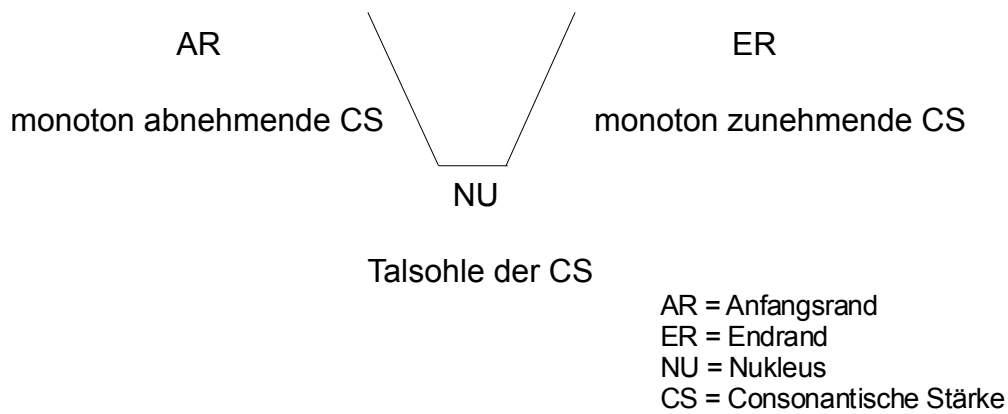 AR
ER
monoton abnehmende CS
monoton zunehmende CS
NU
Talsohle der CS
AR = Anfangsrand
ER = Endrand
NU = Nukleus
CS = Consonantische Stärke